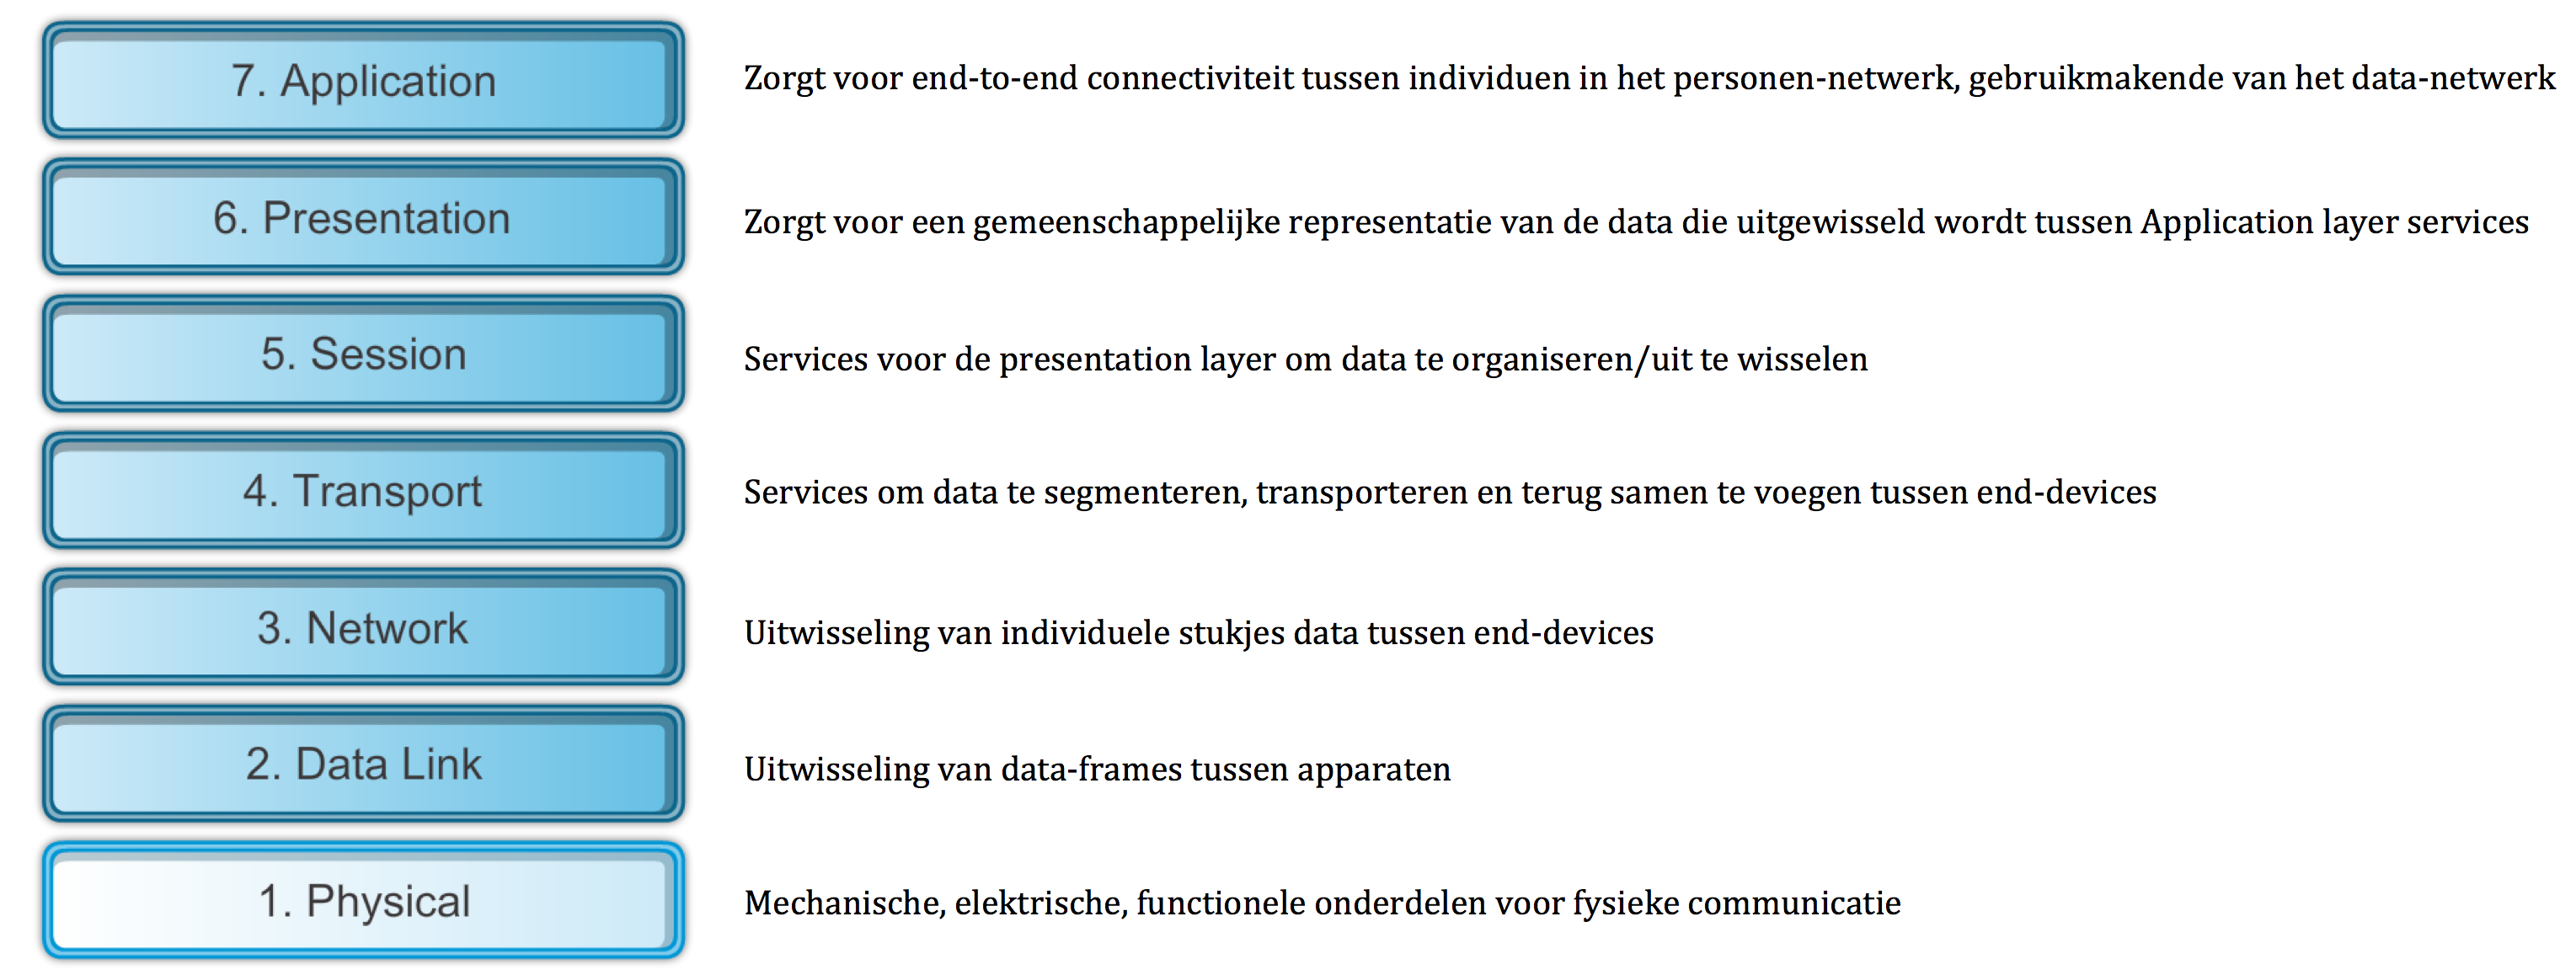 7. Application
Zorgt voor end-to-end connectiviteit tussen individuen in het personen-netwerk, gebruikmakende van het data-netwerk
6. Presentation
Zorgt voor een gemeenschappelijke representatie van de data die uitgewisseld wordt tussen Application layer services
5. Session
Services voor de presentation layer om data te organiseren/uit te wisselen
4. Transport
Services om data te segmenteren, transporteren en terug samen te voegen tussen end-devices
3. Network
Uitwisseling van individuele stukjes data tussen end-devices
2. Data Link
Uitwisseling van data-frames tussen apparaten
1. Physical
Mechanische, elektrische, functionele onderdelen voor fysieke communicatie